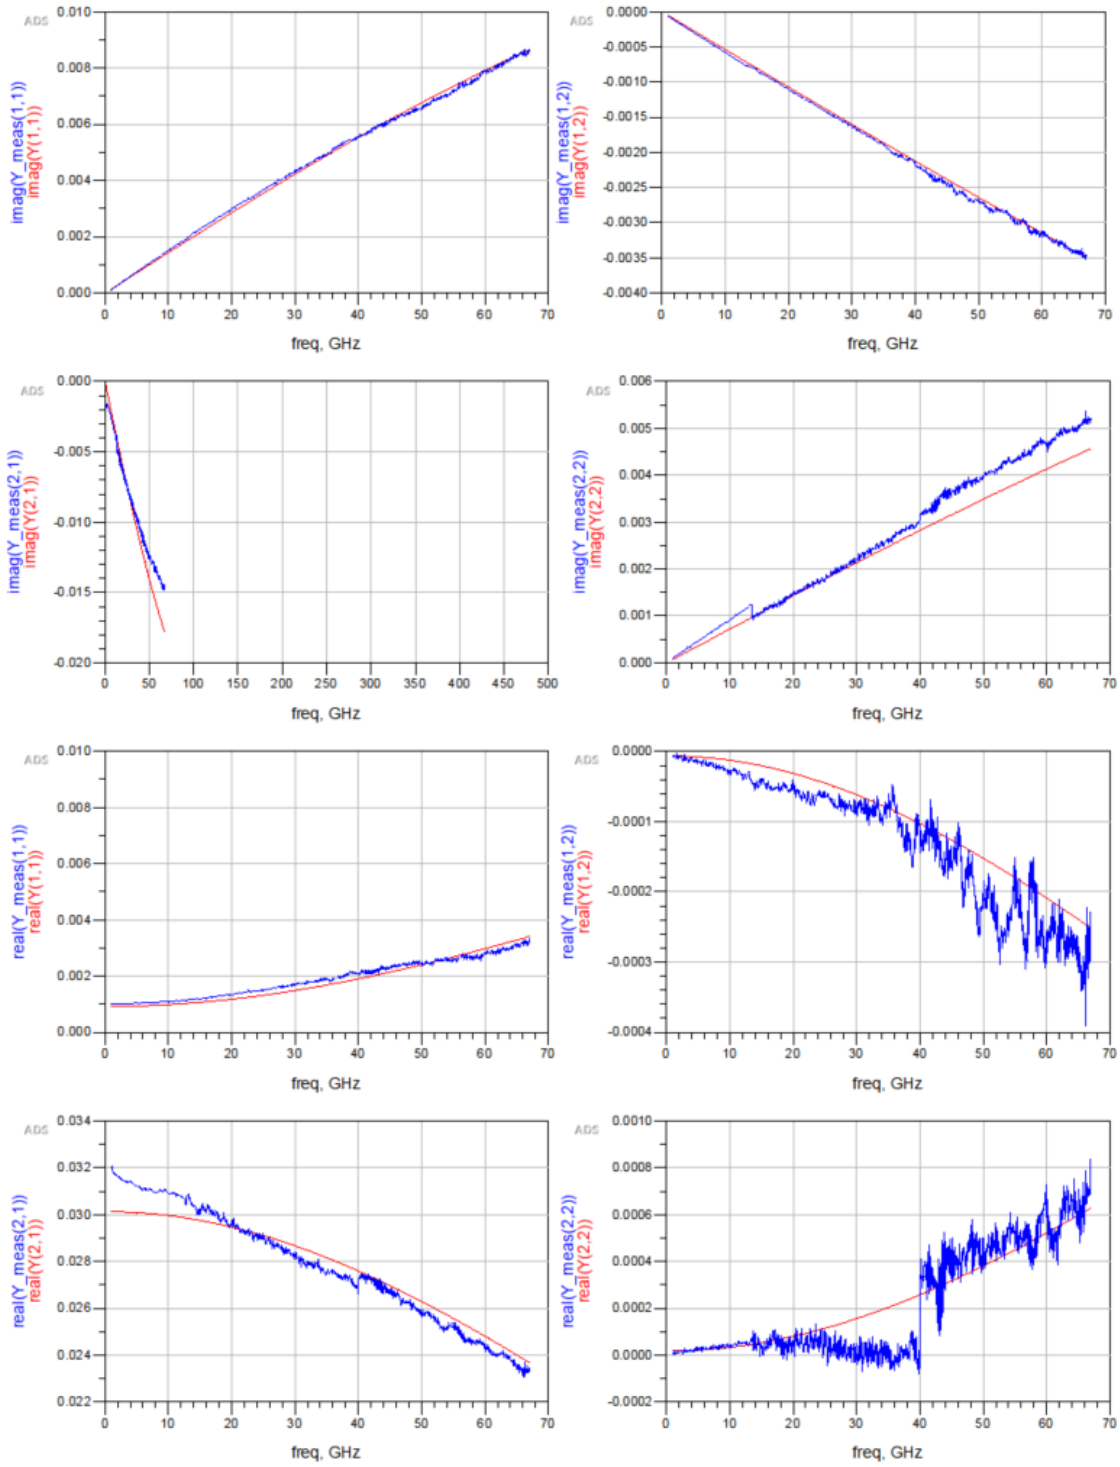 ADS
imag(Y_meas(1,1))
imag(Y(1,1))
0.010
0.008
0.006
0.004
0.002
0.000
0 10 20 30 40 50 60 70
freq, GHz
ADS
imag(Y_meas(1,2))
imag(Y(1,2))
0.0000
-0.0005
-0.0010
-0.0015
-0.0020
-0.0025
-0.0030
-0.0035
-0.0040
0 10 20 30 40 50 60 70
freq, GHz
ADS
imag(Y_meas(2,1))
imag(Y(2,1))
0.000
-0.005
-0.010
-0.015
-0.020
0 50 100 150 200 250 300 350 400 450 500
freq, GHz
ADS
imag(Y_meas(2,2))
imag(Y(2,2))
0.006
0.005
0.004
0.003
0.002
0.001
0.000
0 10 20 30 40 50 60 70
freq, GHz
ADS
real(Y_meas(1,1))
real(Y(1,1))
0.010
0.008
0.006
0.004
0.002
0.000
0 10 20 30 40 50 60 70
freq, GHz
ADS
real(Y_meas(1,2))
real(Y(1,2))
0.0000
-0.0001
-0.0002
-0.0003
-0.0004
0 10 20 30 40 50 60 70
freq, GHz
ADS
real(Y_meas(2,1))
real(Y(2,1))
0.034
0.032
0.030
0.028
0.026
0.024
0.022
0 10 20 30 40 50 60 70
freq, GHz
ADS
real(Y_meas(2,2))
real(Y(2,2))
0.0010
0.0008
0.0006
0.0004
0.0002
0.0000
-0.0002
0 10 20 30 40 50 60 70
freq, GHz